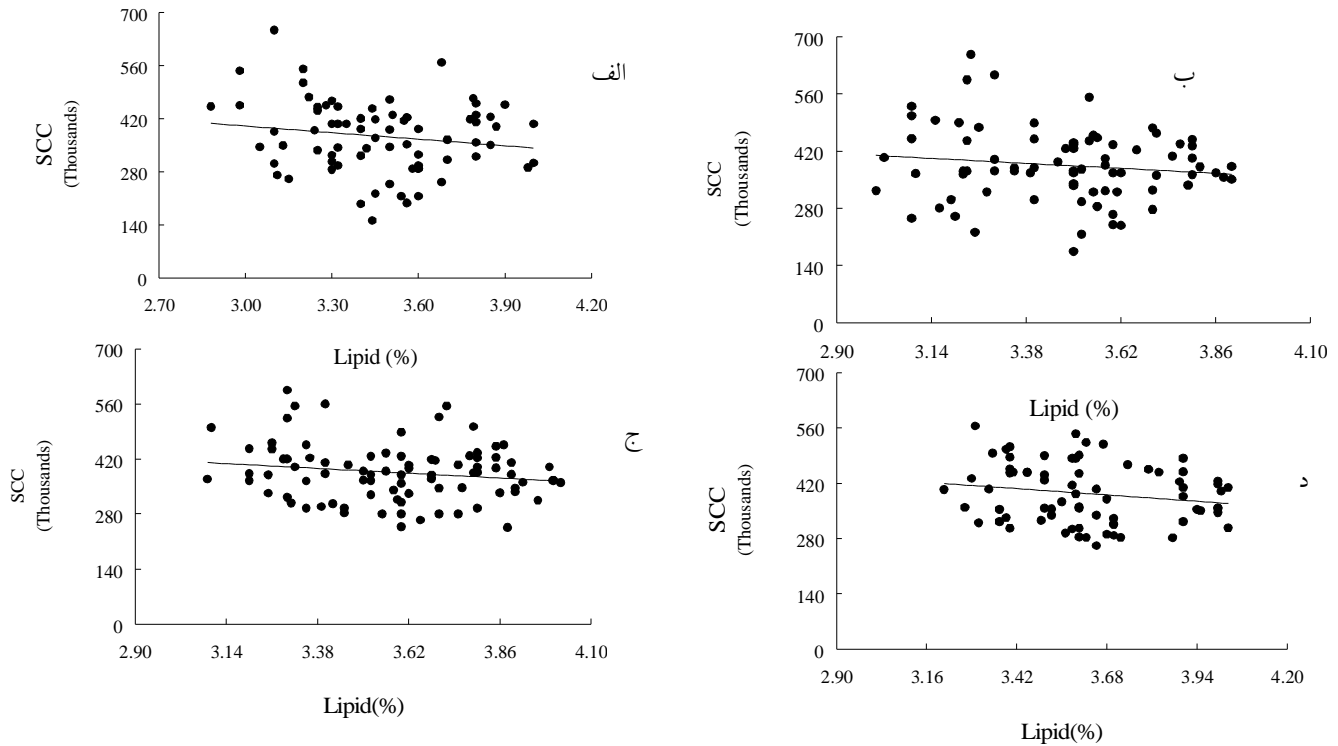 700
560
420
280
140
0
SCC
(Thousands)
الف
2.70 3.00 3.30 3.60 3.90 4.20
Lipid (%)
700
560
420
280
140
0
SCC
(Thousands)
ب
2.90 3.14 3.38 3.62 3.86 4.10
Lipid (%)
700
560
420
280
140
0
SCC
(Thousands)
ج
2.90 3.14 3.38 3.62 3.86 4.10
Lipid(%)
700
560
420
280
140
0
SCC
(Thousands)
د
2.90 3.16 3.42 3.68 3.94 4.20
Lipid(%)